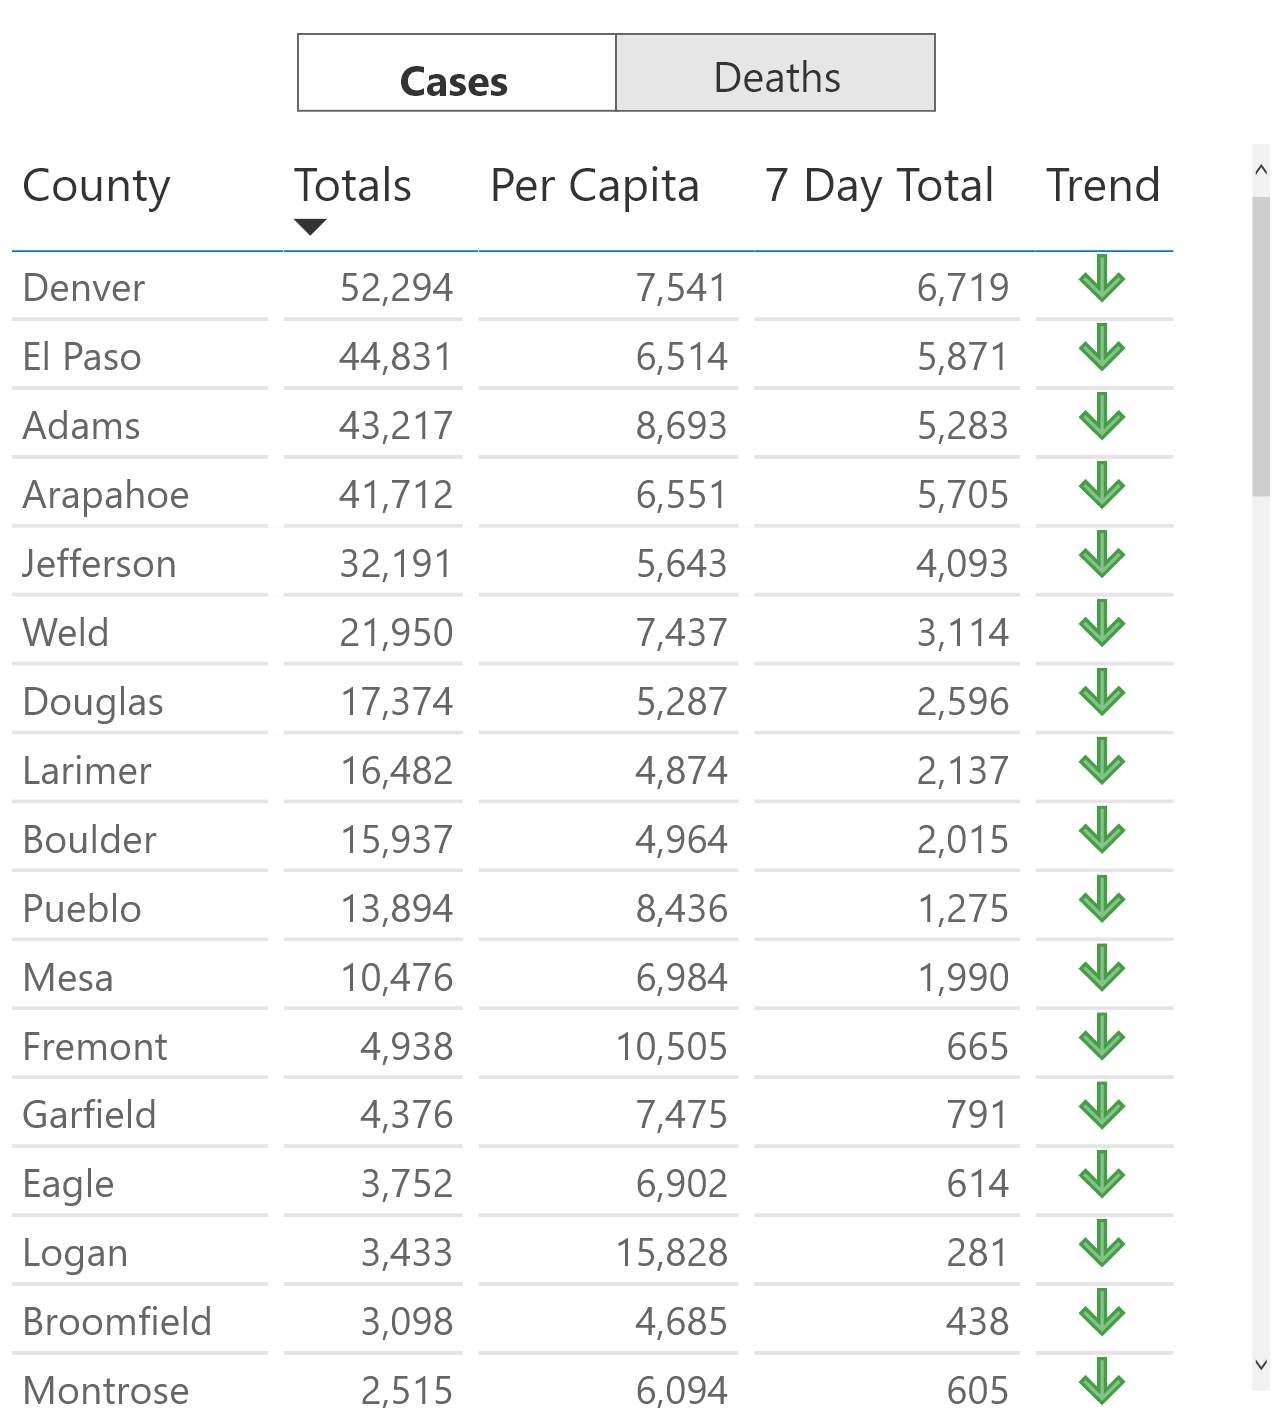 Cases Deaths
County Totals Per Capita 7 Day Total Trend
Denver 52,294 7,541 6,719
El Paso 44,831 6,514 5,871
Adams 43,217 8,693 5,283
Arapahoe 41,712 6,551 5,705
Jefferson 32,191 5,643 4,093
Weld 21,950 7,437 3,114
Douglas 17,374 5,287 2,596
Larimer 16,482 4,874 2,137
Boulder 15,937 4,964 2,015
Pueblo 13,894 8,436 1,275
Mesa 10,476 6,984 1,990
Fremont 4,938 10,505 665
Garfield 4,376 7,475 791
Eagle 3,752 6,902 614
Logan 3,433 15,828 281
Broomfield 3,098 4,685 438
Montrose 2,515 6,094 605